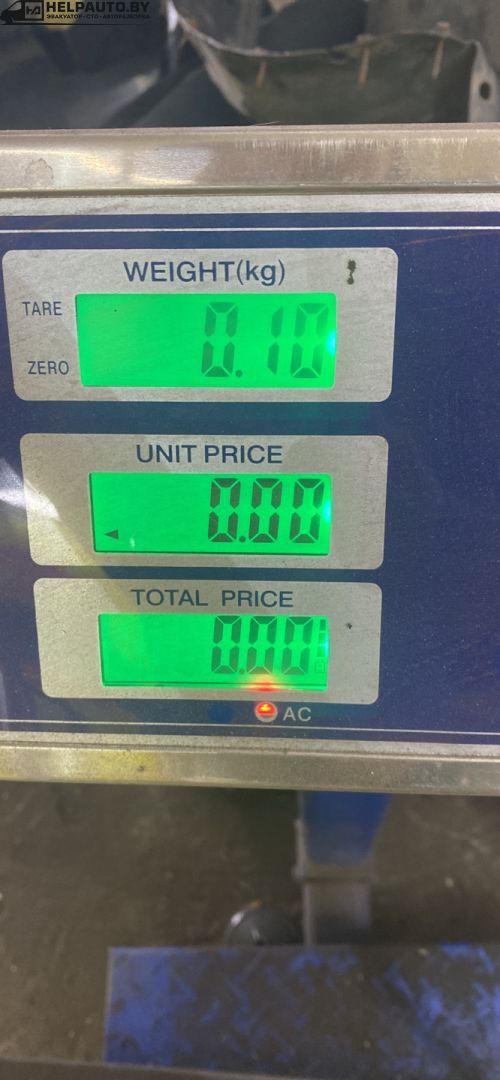 HELPAUTO.BY
ЭВАКУАТОР·СТО·АВТОРАЗБОРКА
WEIGHT(kg)
TARE
0.10
ZERO
UNIT PRICE
0.00
TOTAL PRICE
0.00
AC